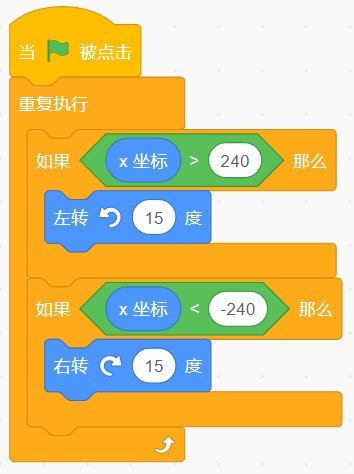 当 被点击
重复执行
如果 x 坐标 > 240 那么
左转 15 度
如果 x 坐标 < -240 那么
右转 15 度